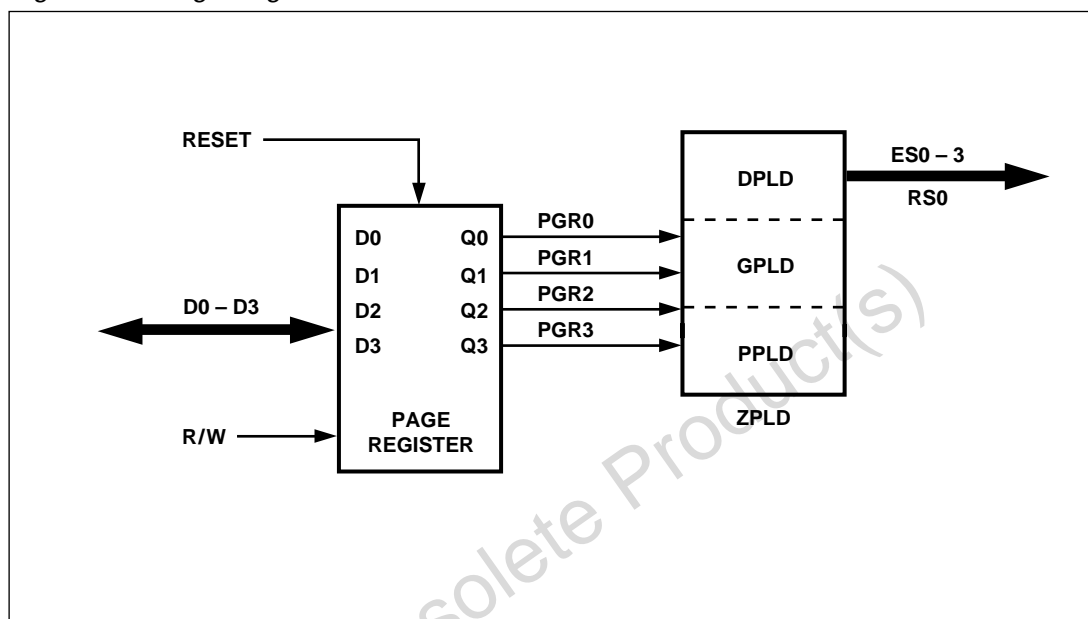 RESET
D0 Q0
D1 Q1
D2 Q2
D3 Q3
PAGE
REGISTER
D0 – D3
R/W
PGR0
PGR1
PGR2
PGR3
DPLD
GPLD
PPLD
ZPLD
ES0 – 3
RS0
Product(s)